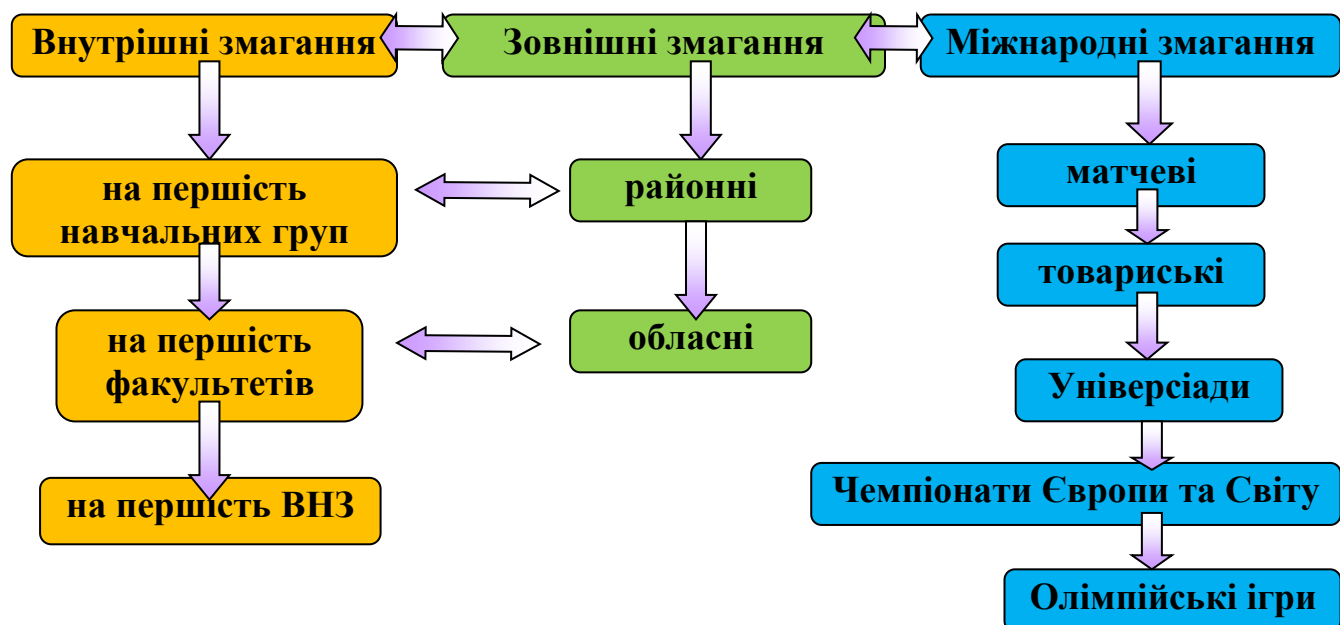 Внутрішні змагання
Зовнішні змагання
Міжнародні змагання
на першість
навчальних груп
районні
матчеві
товариські
на першість
факультетів
обласні
Універсіади
на першість ВНЗ
Чемпіонати Європи та Світу
Олімпійські ігри